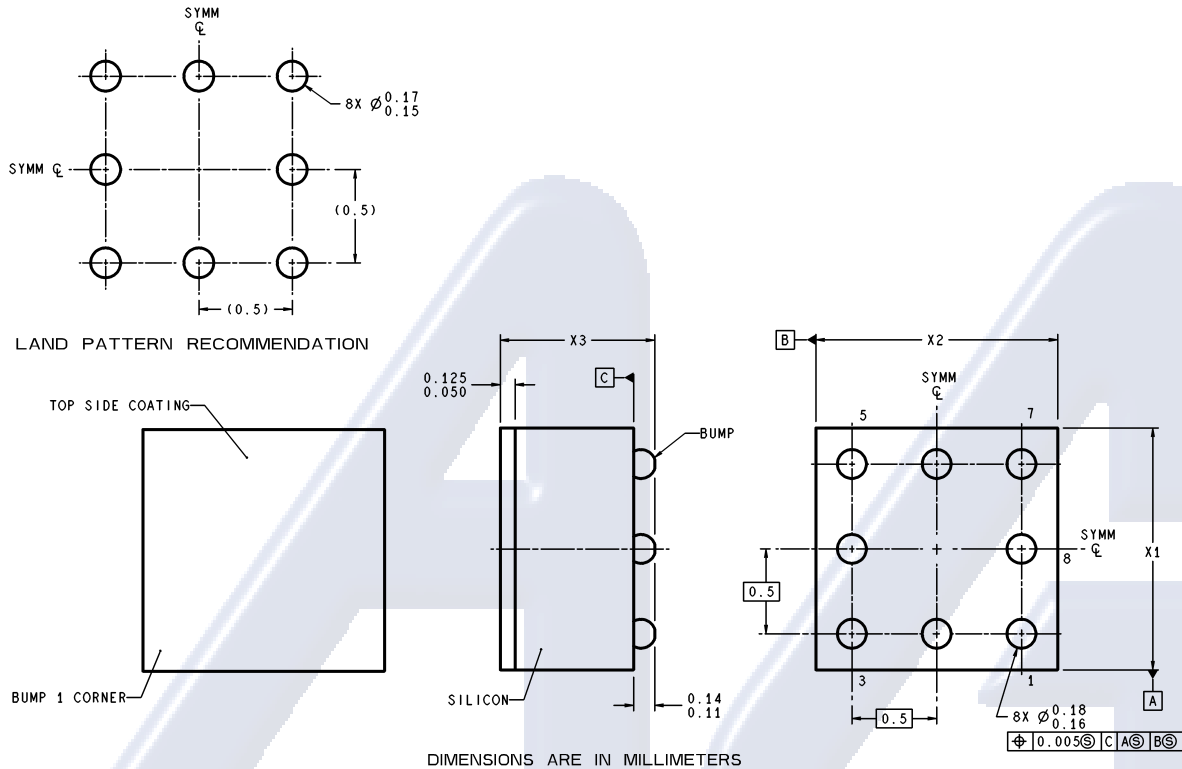 SYMM
℄
8X Ø 0.17
0.15
SYMM ℄
(0.5)
(0.5)
LAND PATTERN RECOMMENDATION
TOP SIDE COATING
BUMP 1 CORNER
X3
0.125
0.050
C
BUMP
SILICON
0.14
0.11
B
X2
SYMM
℄
5
7
SYMM
℄
8
X1
0.5
3
1
A
0.5
8X Ø 0.18
0.16
⌖ 0.005Ⓢ C AⓈ BⓈ
DIMENSIONS ARE IN MILLIMETERS